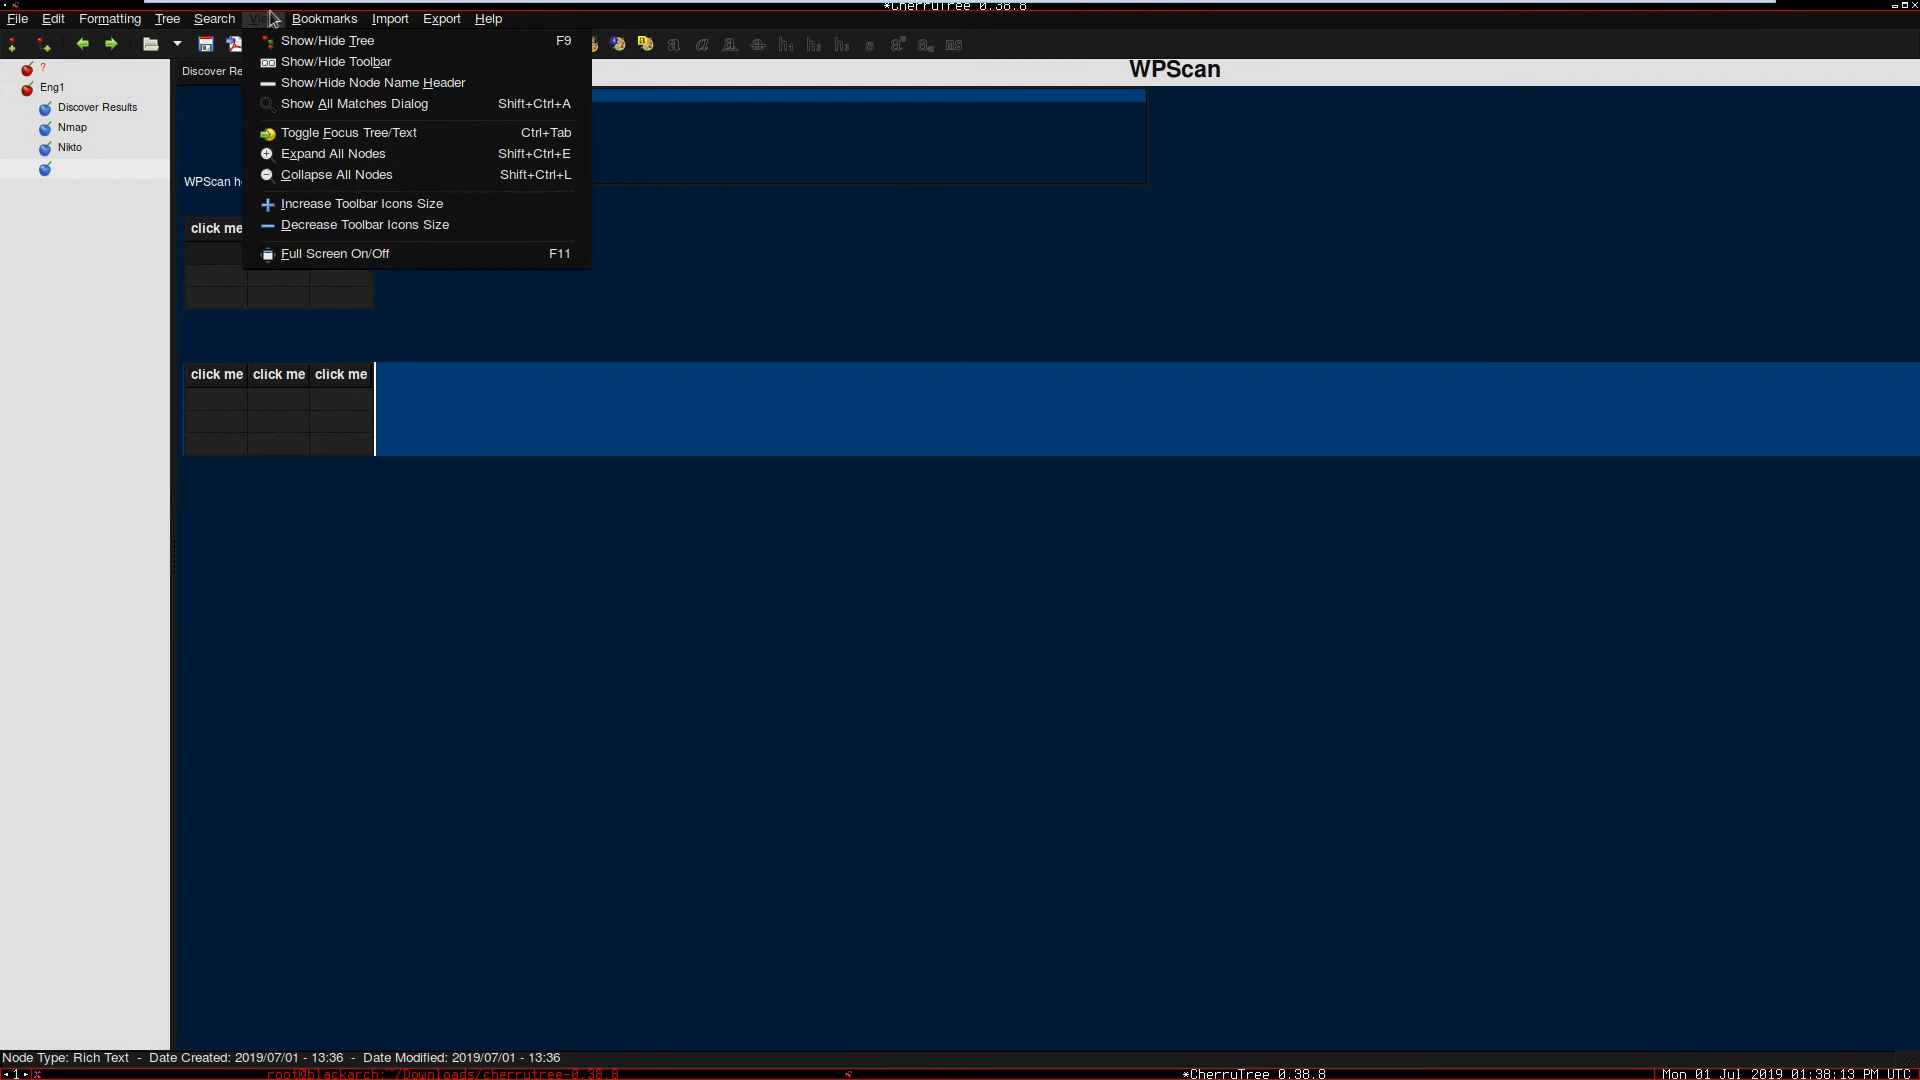 *CherryTree 0.38.8
File Edit Formatting Tree Search View Bookmarks Import Export Help
Show/Hide Tree F9
Show/Hide Toolbar
Show/Hide Node Name Header
Show All Matches Dialog Shift+Ctrl+A
Toggle Focus Tree/Text Ctrl+Tab
Expand All Nodes Shift+Ctrl+E
Collapse All Nodes Shift+Ctrl+L
Increase Toolbar Icons Size
Decrease Toolbar Icons Size
Full Screen On/Off F11
a a a a h1 h2 h3 s a a ms
?
Eng1
Discover Results
Nmap
Nikto
Discover Re
WPScan
WPScan h
click me
click me click me click me
Node Type: Rich Text - Date Created: 2019/07/01 - 13:36 - Date Modified: 2019/07/01 - 13:36
1 root@blackarch:~/Downloads/cherrytree-0.38.8 *CherryTree 0.38.8 Mon 01 Jul 2019 01:38:13 PM UTC